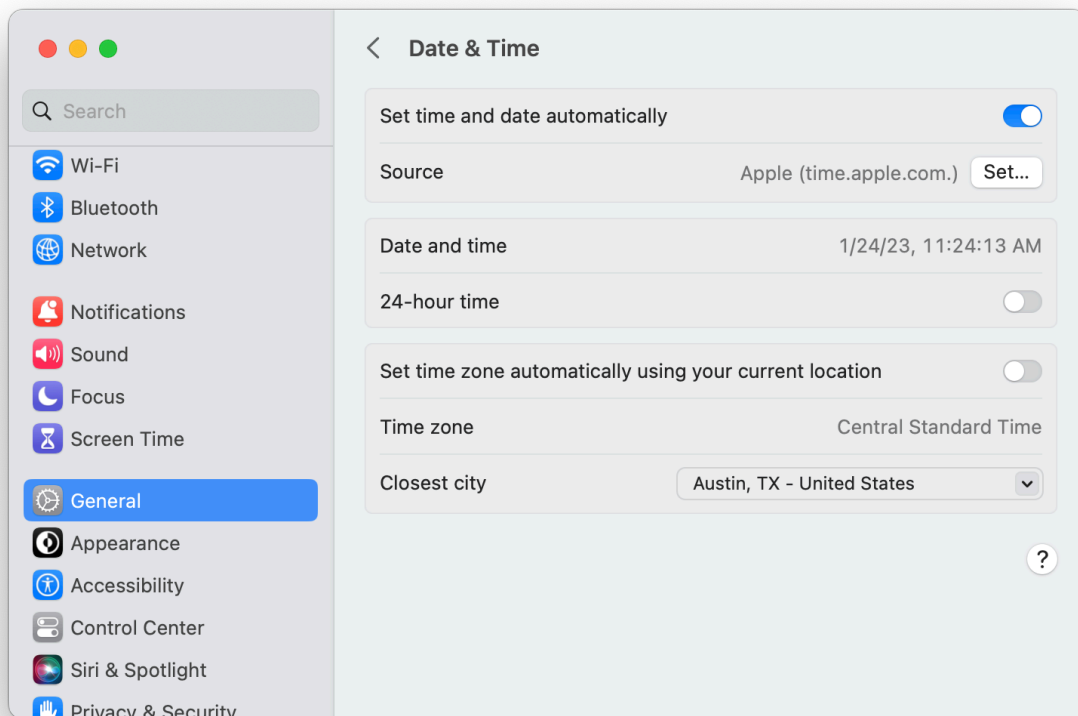 Date & Time
Search
Wi-Fi
Bluetooth
Network
Notifications
Sound
Focus
Screen Time
General
Appearance
Accessibility
Control Center
Siri & Spotlight
Privacy & Security
Set time and date automatically
Source Apple (time.apple.com.) Set...
Date and time 1/24/23, 11:24:13 AM
24-hour time
Set time zone automatically using your current location
Time zone Central Standard Time
Closest city Austin, TX - United States
?